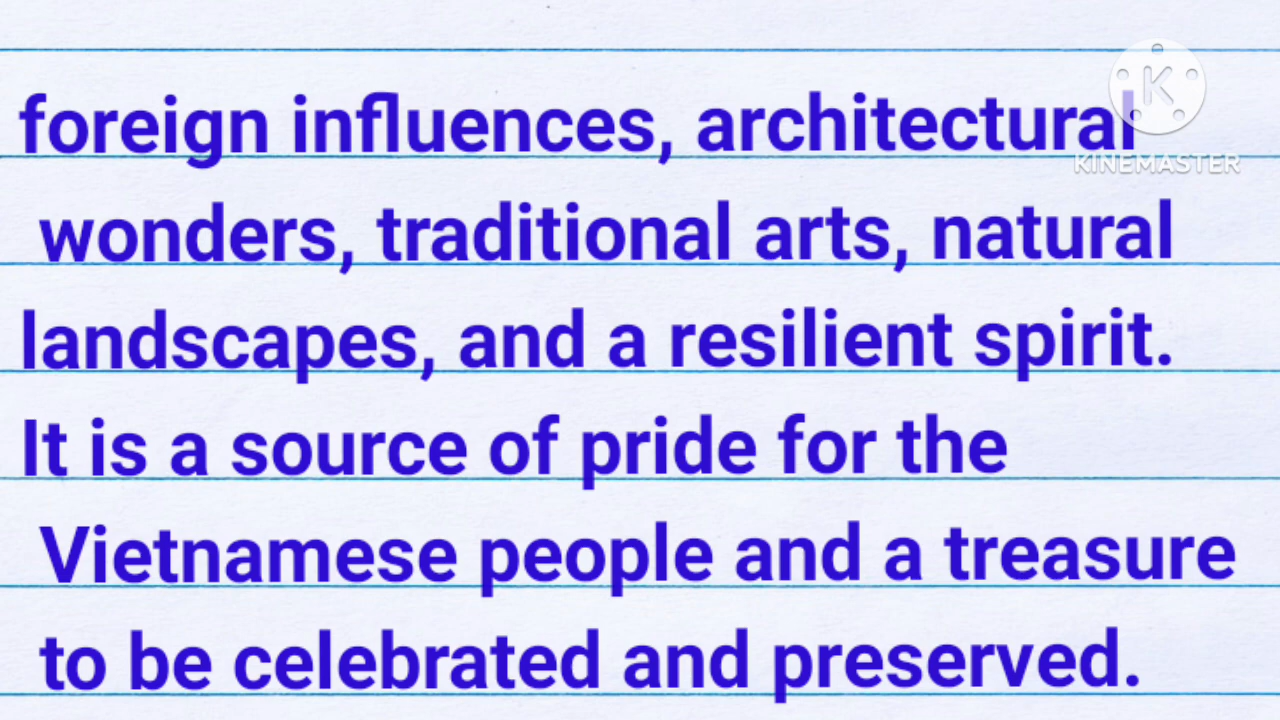 foreign influences, architectural
wonders, traditional arts, natural
landscapes, and a resilient spirit.
It is a source of pride for the
Vietnamese people and a treasure
to be celebrated and preserved.
K
KINEMASTER